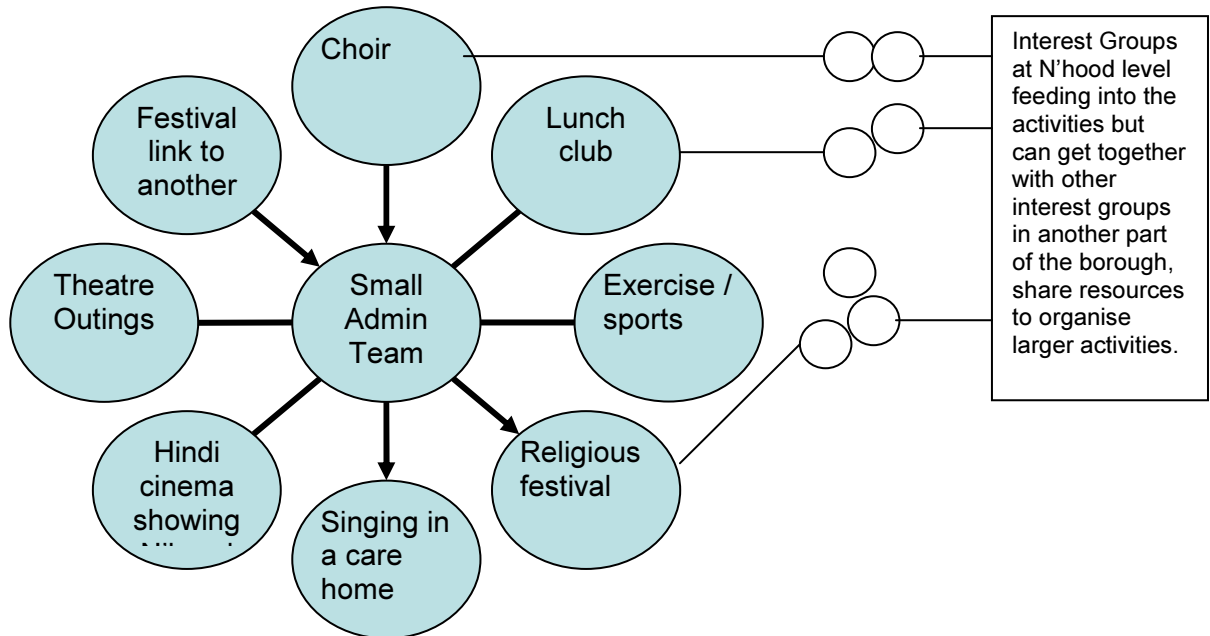 Choir
Festival
link to
another
Lunch
club
Theatre
Outings
Small
Admin
Team
Exercise /
sports
Hindi
cinema
showing
Religious
festival
Singing in
a care
home
Interest Groups
at N'hood level
feeding into the
activities but
can get together
with other
interest groups
in another part
of the borough,
share resources
to organise
larger activities.